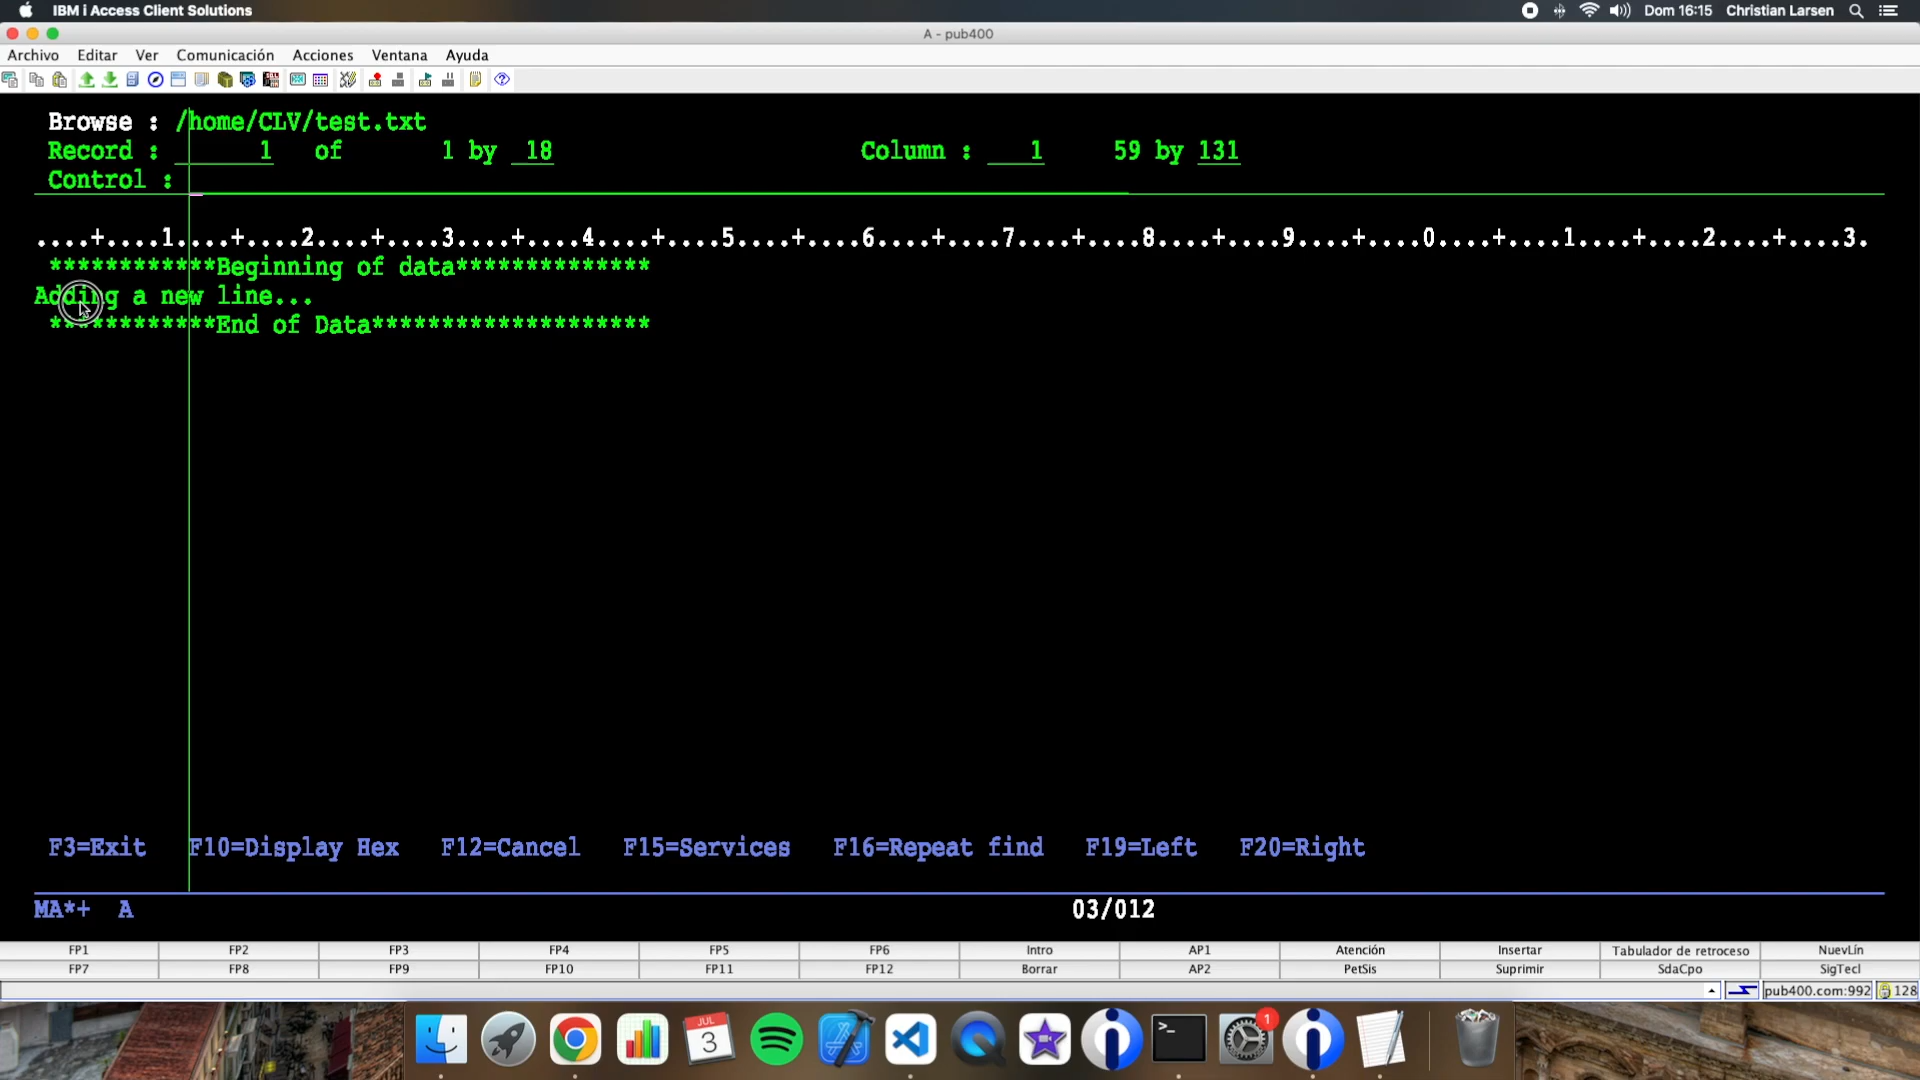 IBM i Access Client Solutions Dom 16:15 Christian Larsen
A - pub400
Archivo Editar Ver Comunicación Acciones Ventana Ayuda
Browse : /home/CLV/test.txt
Record : 1 of 1 by 18 Column : 1 59 by 131
Control :
....+....1....+....2....+....3....+....4....+....5....+....6....+....7....+....8....+....9....+....0....+....1....+....2....+....3.
************Beginning of data**************
Adding a new line...
************End of Data********************
F3=Exit F10=Display Hex F12=Cancel F15=Services F16=Repeat find F19=Left F20=Right
MA*+ A 03/012
FP1 FP2 FP3 FP4 FP5 FP6 Intro AP1 Atención Insertar Tabulador de retroceso NuevLín
FP7 FP8 FP9 FP10 FP11 FP12 Borrar AP2 PetSis Suprimir SdaCpo SigTecl
pub400.com:992 128
JUL
3
1